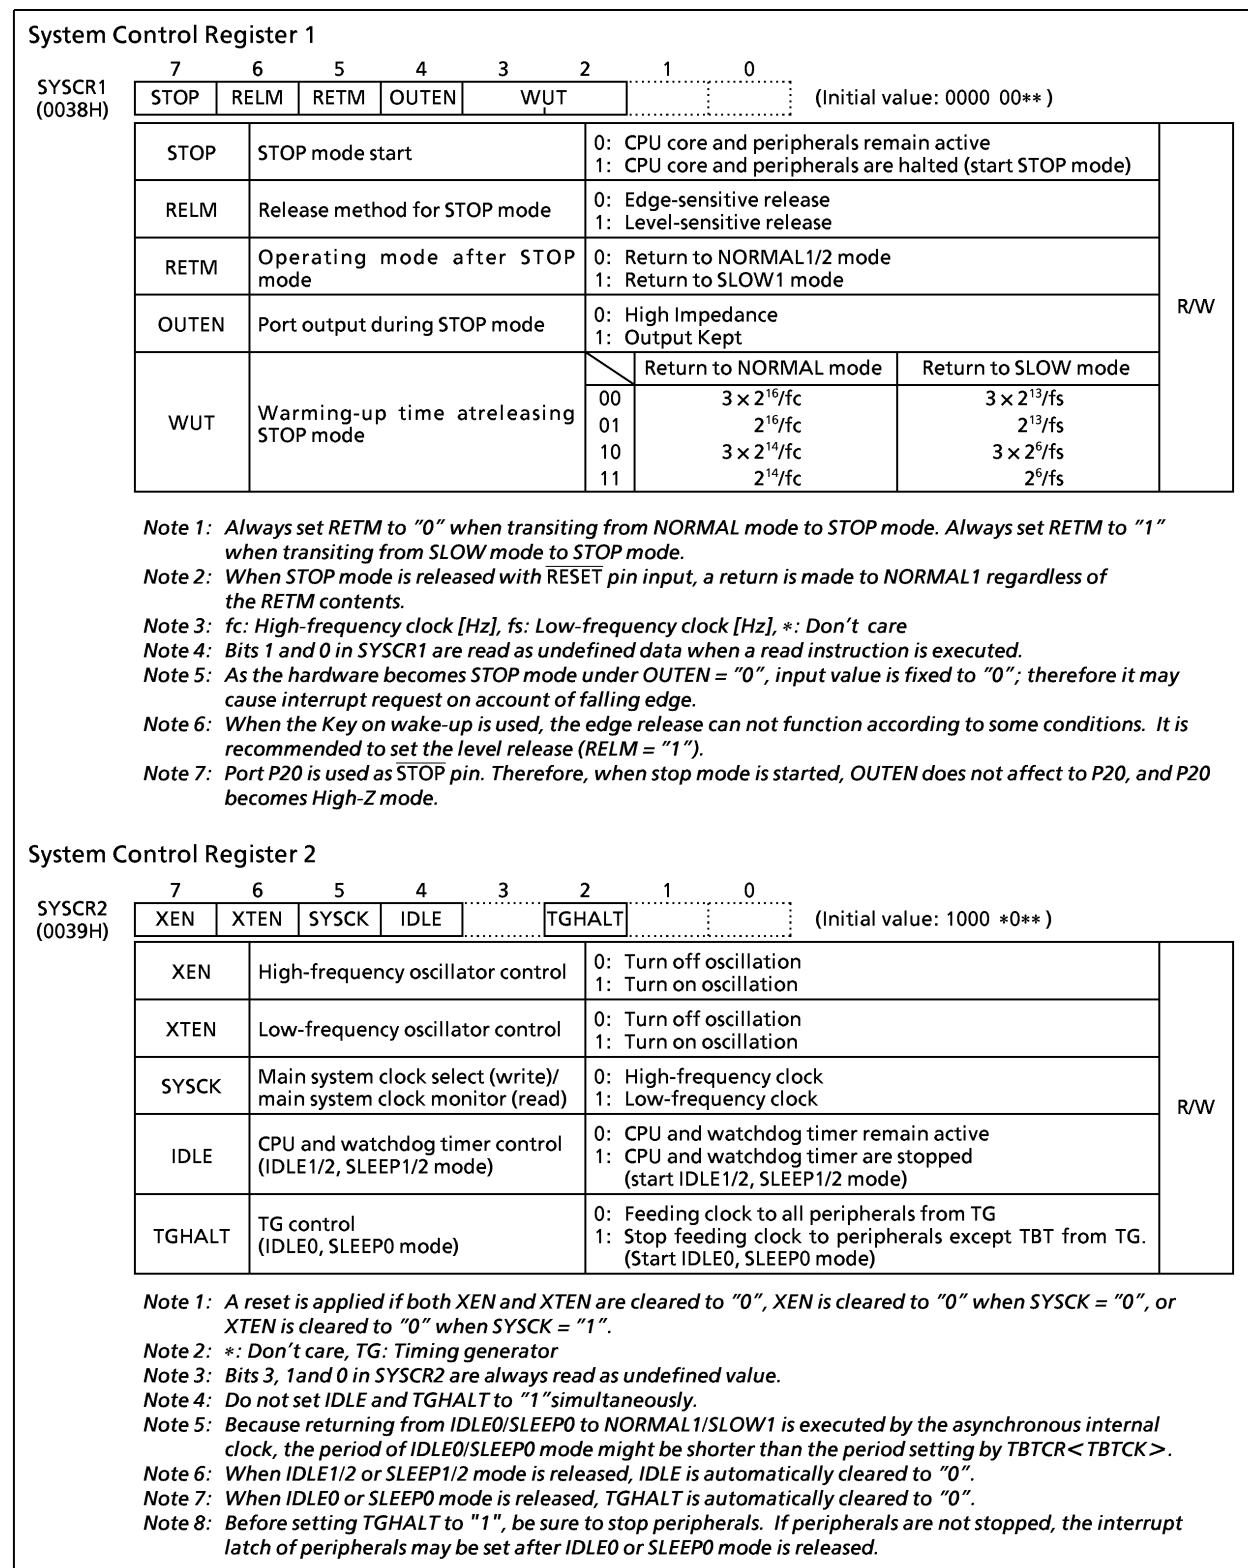 System Control Register 1
7 6 5 4 3 2 1 0
SYSCR1
(0038H)
STOP RELM RETM OUTEN WUT (Initial value: 0000 00** )
STOP STOP mode start
0: CPU core and peripherals remain active
1: CPU core and peripherals are halted (start STOP mode)
RELM Release method for STOP mode
0: Edge-sensitive release
1: Level-sensitive release
RETM Operating mode after STOP
mode
0: Return to NORMAL1/2 mode
1: Return to SLOW1 mode
OUTEN Port output during STOP mode
0: High Impedance
1: Output Kept
R/W
WUT Warming-up time atreleasing
STOP mode
Return to NORMAL mode Return to SLOW mode
00 3 × 2¹⁶/fc 3 × 2¹³/fs
01 2¹⁶/fc 2¹³/fs
10 3 × 2¹⁴/fc 3 × 2⁶/fs
11 2¹⁴/fc 2⁶/fs
Note 1: Always set RETM to ″0″ when transiting from NORMAL mode to STOP mode. Always set RETM to ″1″
when transiting from SLOW mode to STOP mode.
Note 2: When STOP mode is released with RESET pin input, a return is made to NORMAL1 regardless of
the RETM contents.
Note 3: fc: High-frequency clock [Hz], fs: Low-frequency clock [Hz], *: Don't care
Note 4: Bits 1 and 0 in SYSCR1 are read as undefined data when a read instruction is executed.
Note 5: As the hardware becomes STOP mode under OUTEN = ″0″, input value is fixed to ″0″; therefore it may
cause interrupt request on account of falling edge.
Note 6: When the Key on wake-up is used, the edge release can not function according to some conditions. It is
recommended to set the level release (RELM = ″1″).
Note 7: Port P20 is used as STOP pin. Therefore, when stop mode is started, OUTEN does not affect to P20, and P20
becomes High-Z mode.
System Control Register 2
7 6 5 4 3 2 1 0
SYSCR2
(0039H)
XEN XTEN SYSCK IDLE TGHALT (Initial value: 1000 *0** )
XEN High-frequency oscillator control
0: Turn off oscillation
1: Turn on oscillation
XTEN Low-frequency oscillator control
0: Turn off oscillation
1: Turn on oscillation
SYSCK Main system clock select (write)/
main system clock monitor (read)
0: High-frequency clock
1: Low-frequency clock
R/W
IDLE CPU and watchdog timer control
(IDLE1/2, SLEEP1/2 mode)
0: CPU and watchdog timer remain active
1: CPU and watchdog timer are stopped
(start IDLE1/2, SLEEP1/2 mode)
TGHALT TG control
(IDLE0, SLEEP0 mode)
0: Feeding clock to all peripherals from TG
1: Stop feeding clock to peripherals except TBT from TG.
(Start IDLE0, SLEEP0 mode)
Note 1: A reset is applied if both XEN and XTEN are cleared to ″0″, XEN is cleared to ″0″ when SYSCK = ″0″, or
XTEN is cleared to ″0″ when SYSCK = ″1″.
Note 2: *: Don't care, TG: Timing generator
Note 3: Bits 3, 1and 0 in SYSCR2 are always read as undefined value.
Note 4: Do not set IDLE and TGHALT to ″1″simultaneously.
Note 5: Because returning from IDLE0/SLEEP0 to NORMAL1/SLOW1 is executed by the asynchronous internal
clock, the period of IDLE0/SLEEP0 mode might be shorter than the period setting by TBTCR<TBTCK>.
Note 6: When IDLE1/2 or SLEEP1/2 mode is released, IDLE is automatically cleared to ″0″.
Note 7: When IDLE0 or SLEEP0 mode is released, TGHALT is automatically cleared to ″0″.
Note 8: Before setting TGHALT to "1", be sure to stop peripherals. If peripherals are not stopped, the interrupt
latch of peripherals may be set after IDLE0 or SLEEP0 mode is released.